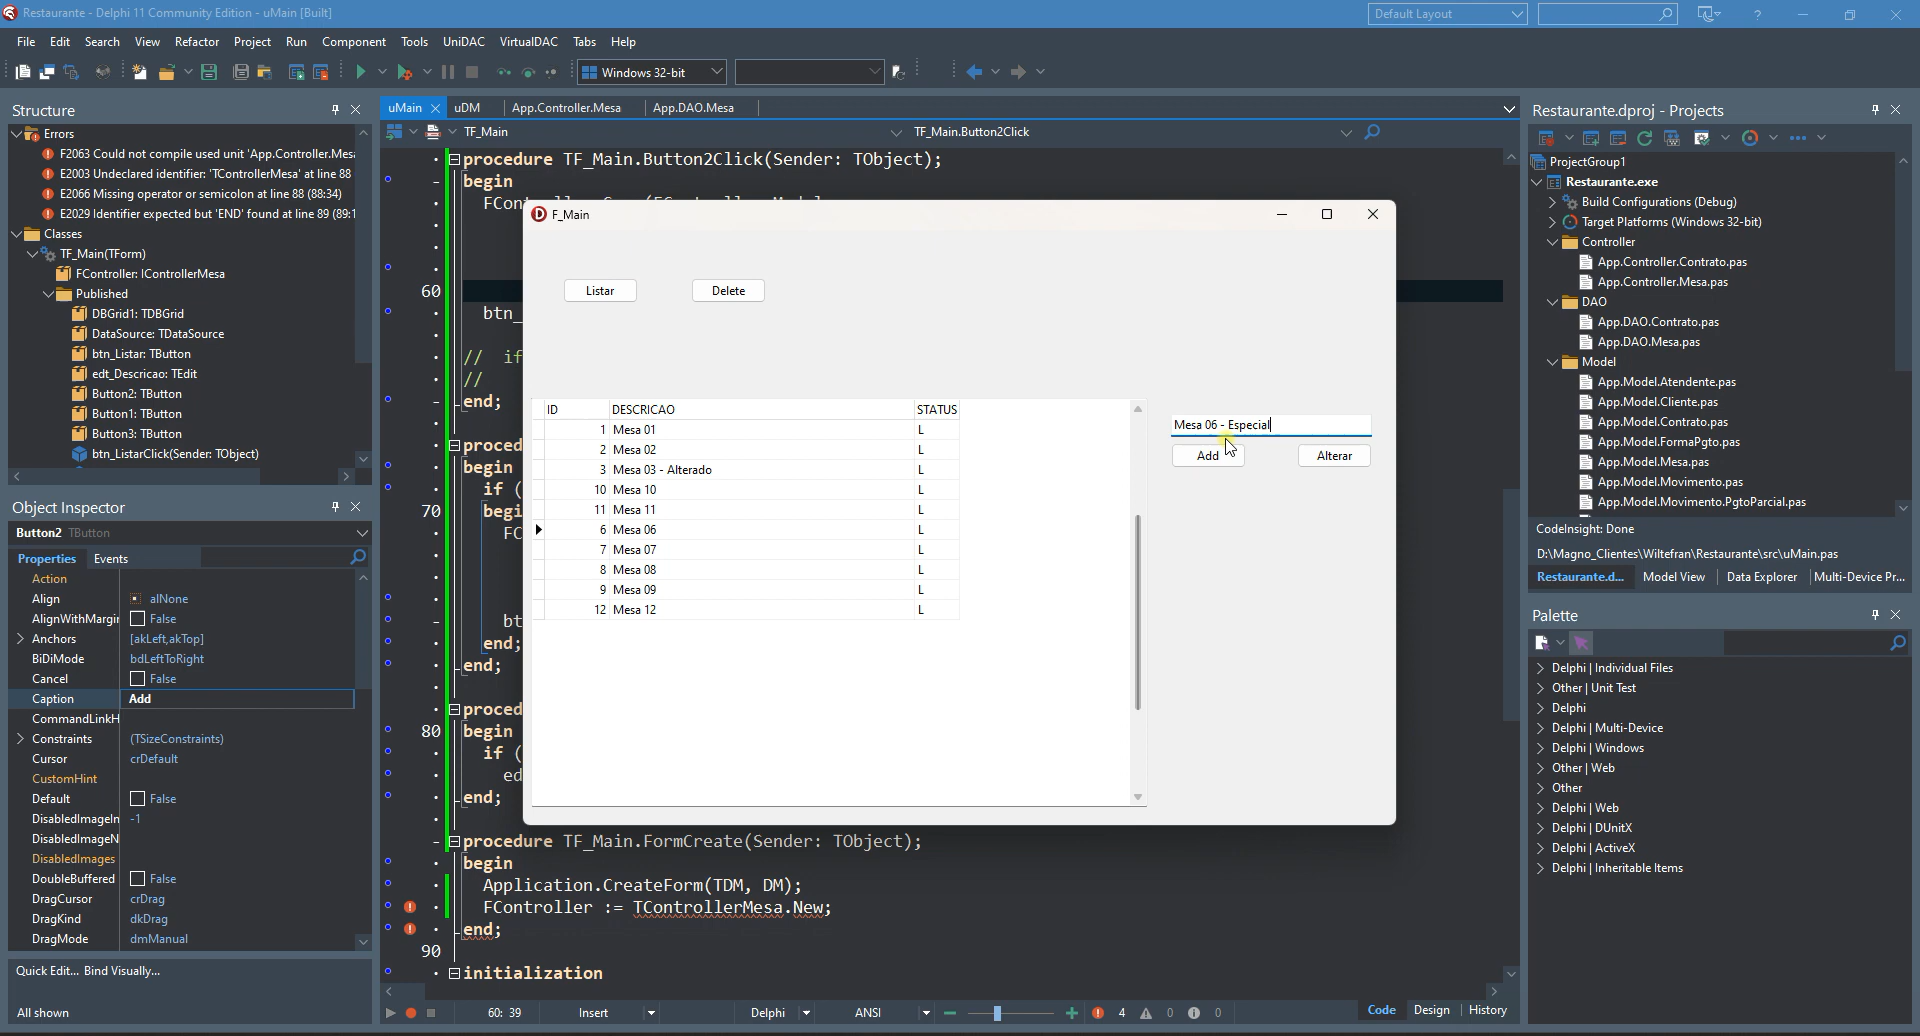 Restaurante - Delphi 11 Community Edition - uMain [Built]
Default Layout
File Edit Search View Refactor Project Run Component Tools UniDAC VirtualDAC Tabs Help
Windows 32-bit
Structure
Errors
F2063 Could not compile used unit 'App.Controller.Mesa
E2003 Undeclared identifier: 'TControllerMesa' at line 88
E2066 Missing operator or semicolon at line 88 (88:34)
E2029 Identifier expected but 'END' found at line 89 (89:1
Classes
TF_Main(TForm)
FController: IControllerMesa
Published
DBGrid1: TDBGrid
DataSource: TDataSource
btn_Listar: TButton
edt_Descricao: TEdit
Button2: TButton
Button1: TButton
Button3: TButton
btn_ListarClick(Sender: TObject)
Object Inspector
Button2 TButton
Properties Events
Action
Align alNone
AlignWithMargin False
Anchors [akLeft,akTop]
BiDiMode bdLeftToRight
Cancel False
Caption Add
CommandLinkH
Constraints (TSizeConstraints)
Cursor crDefault
CustomHint
Default False
DisabledImageIn -1
DisabledImageN
DisabledImages
DoubleBuffered False
DragCursor crDrag
DragKind dkDrag
DragMode dmManual
Quick Edit... Bind Visually...
All shown
uMain uDM App.Controller.Mesa App.DAO.Mesa
TF_Main TF_Main.Button2Click
procedure TF_Main.Button2Click(Sender: TObject);
begin
60
btn_
// if
//
end;
proced
begin
if (
70 begi
FC
bt
end;
end;
proced
80 begin
if (
ed
end;
procedure TF_Main.FormCreate(Sender: TObject);
begin
Application.CreateForm(TDM, DM);
FController := TControllerMesa.New;
end;
90
initialization
60: 39 Insert Delphi ANSI 4 0 0 Code Design History
F_Main
Listar Delete
ID DESCRICAO STATUS
1 Mesa 01 L
2 Mesa 02 L
3 Mesa 03 - Alterado L
10 Mesa 10 L
11 Mesa 11 L
6 Mesa 06 L
7 Mesa 07 L
8 Mesa 08 L
9 Mesa 09 L
12 Mesa 12 L
Mesa 06 - Especial
Add Alterar
Restaurante.dproj - Projects
ProjectGroup1
Restaurante.exe
Build Configurations (Debug)
Target Platforms (Windows 32-bit)
Controller
App.Controller.Contrato.pas
App.Controller.Mesa.pas
DAO
App.DAO.Contrato.pas
App.DAO.Mesa.pas
Model
App.Model.Atendente.pas
App.Model.Cliente.pas
App.Model.Contrato.pas
App.Model.FormaPgto.pas
App.Model.Mesa.pas
App.Model.Movimento.pas
App.Model.Movimento.PgtoParcial.pas
CodeInsight: Done
D:\Magno_Clientes\Wiltefran\Restaurante\src\uMain.pas
Restaurante.d... Model View Data Explorer Multi-Device Pr...
Palette
Delphi | Individual Files
Other | Unit Test
Delphi
Delphi | Multi-Device
Delphi | Windows
Other | Web
Other
Delphi | Web
Delphi | DUnitX
Delphi | ActiveX
Delphi | Inheritable Items